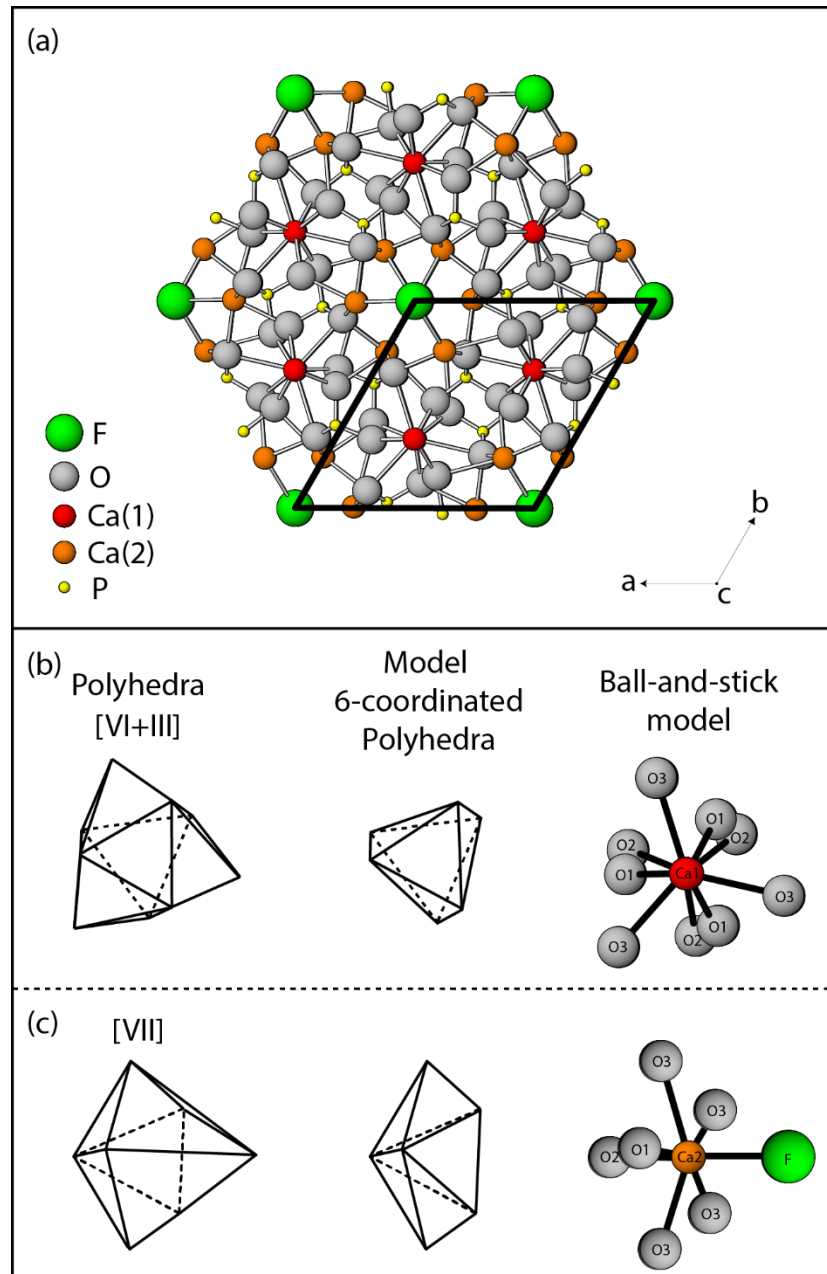 (a)
F
O
Ca(1)
Ca(2)
P
b
a
c
(b)
Polyhedra
[VI+III]
Model
6-coordinated
Polyhedra
Ball-and-stick
model
O3
O1
O2
O2
Ca1
O1
O3
O2
O1
O3
(c)
[VII]
O3
O3
O2
O1
Ca2
F
O3
O3